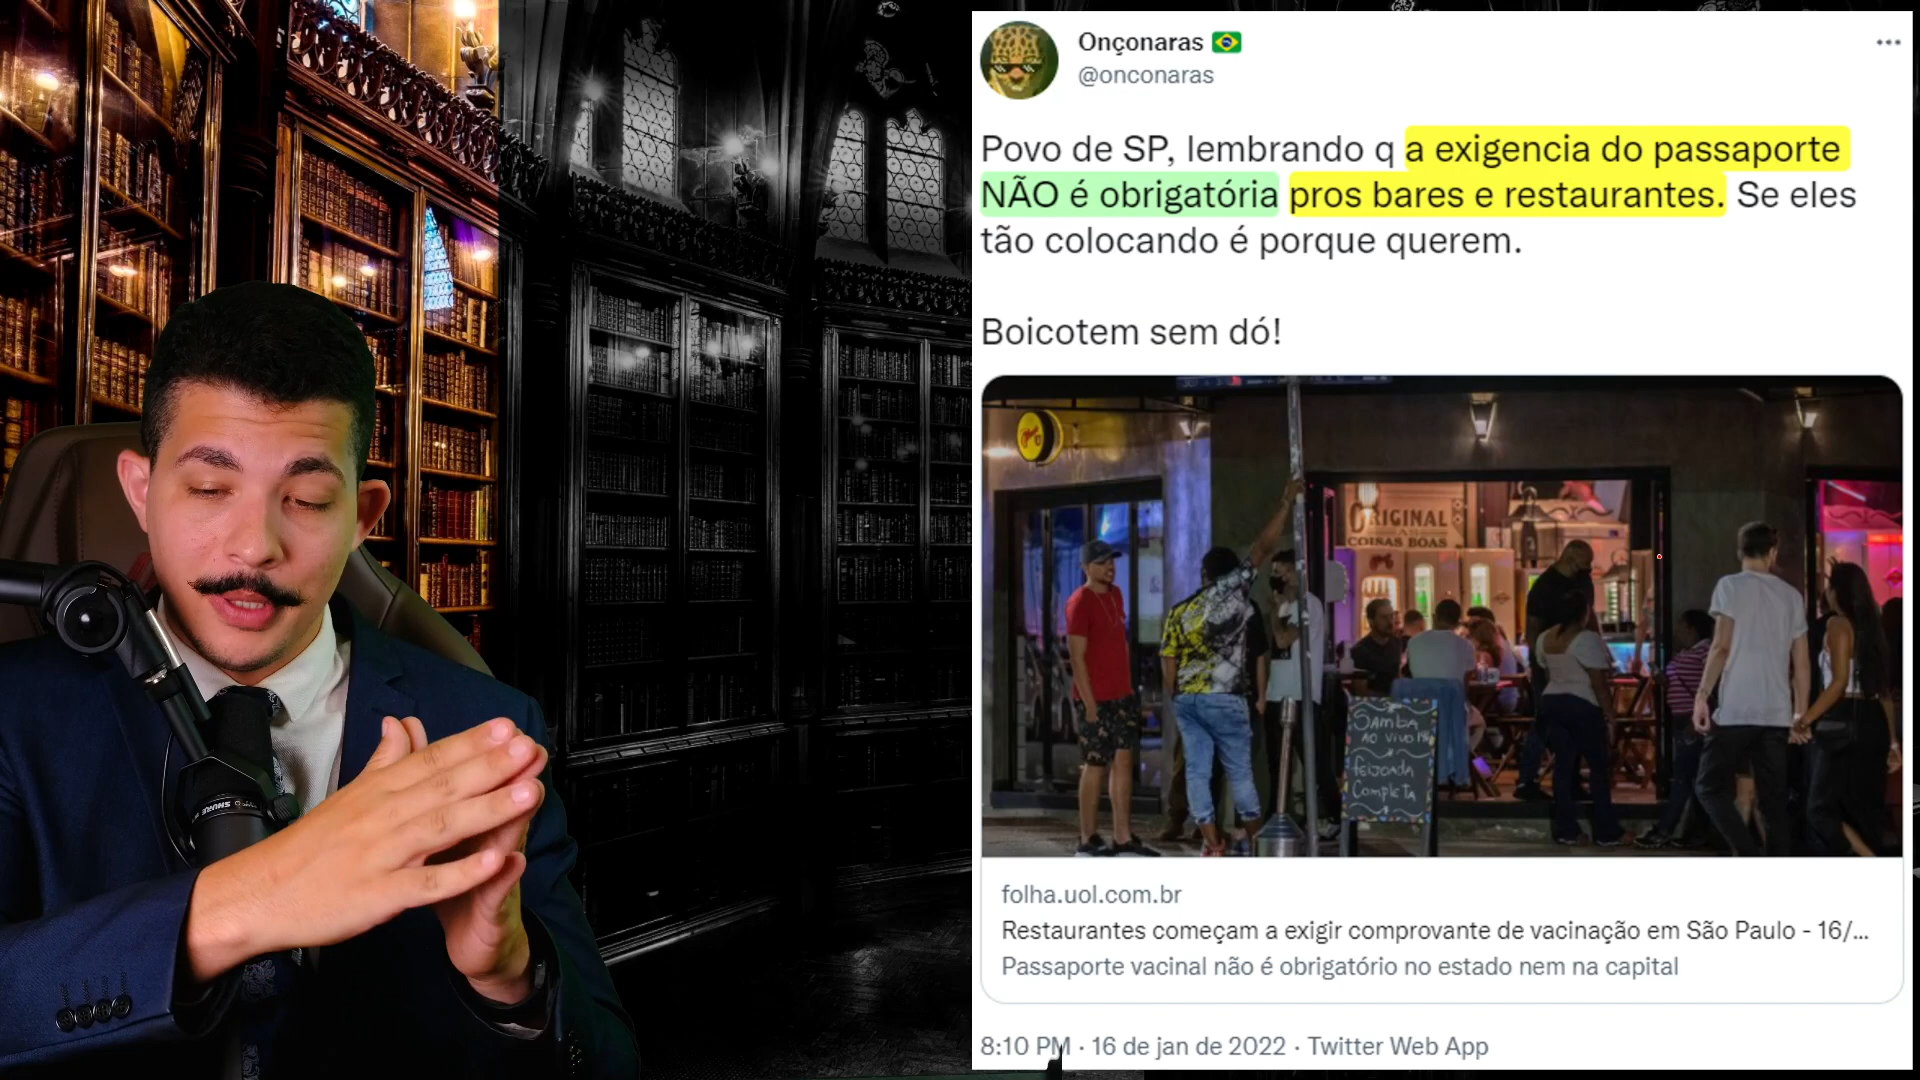 Onçonaras
@onconaras
Povo de SP, lembrando q a exigencia do passaporte
NÃO é obrigatória pros bares e restaurantes. Se eles
tão colocando é porque querem.
Boicotem sem dó!
ORIGINAL
COISAS BOAS
SAMBA
AO VIVO
FEIJOADA
COMPLETA
folha.uol.com.br
Restaurantes começam a exigir comprovante de vacinação em São Paulo - 16/...
Passaporte vacinal não é obrigatório no estado nem na capital
8:10 PM · 16 de jan de 2022 · Twitter Web App
SHURE